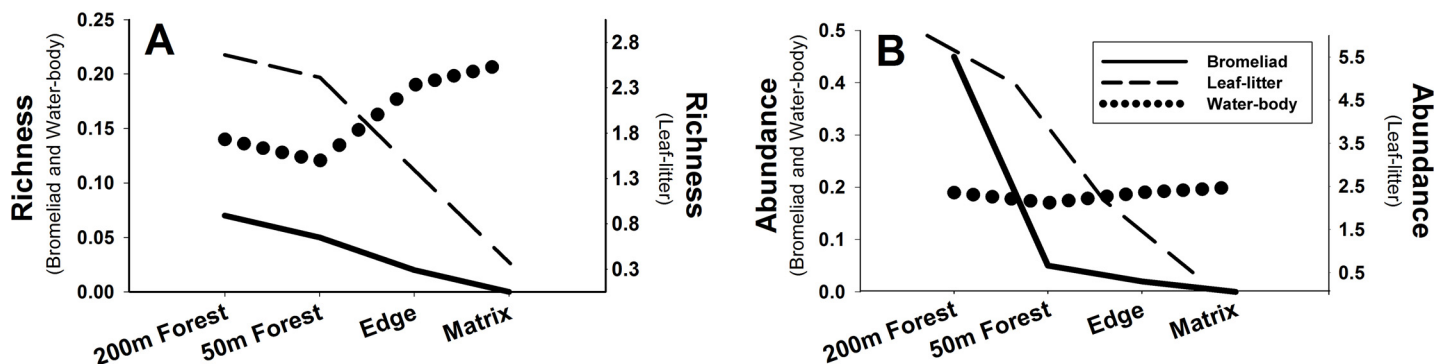 A
Richness
(Bromeliad and Water-body)
0.25
0.20
0.15
0.10
0.05
0.00
2.8
2.3
1.8
1.3
0.8
0.3
Richness
(Leaf-litter)
200m Forest
50m Forest
Edge
Matrix
B
Abundance
(Bromeliad and Water-body)
0.5
0.4
0.3
0.2
0.1
0.0
Bromeliad
Leaf-litter
Water-body
5.5
4.5
3.5
2.5
1.5
0.5
Abundance
(Leaf-litter)
200m Forest
50m Forest
Edge
Matrix